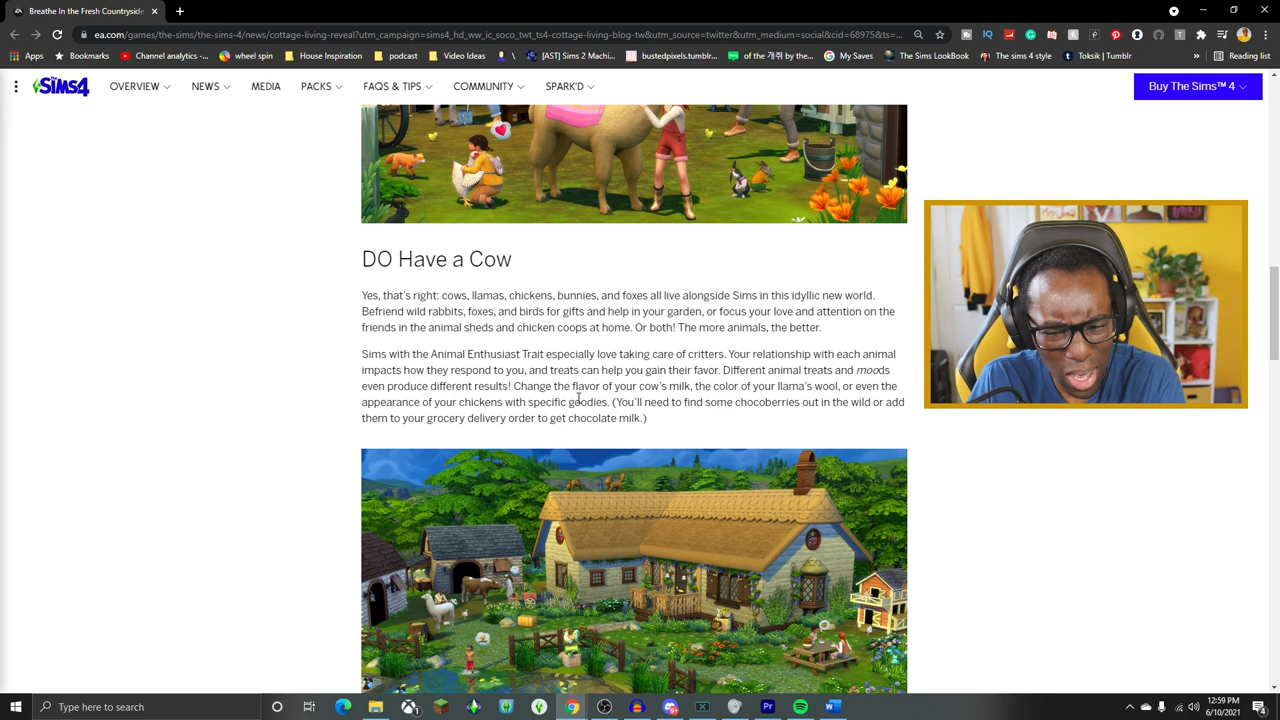 ea.com/games/the-sims/the-sims-4/news/cottage-living-reveal?utm_campaign=sims4_hd_ww_ic_soco_twt_ts4-cottage-living-blog-tw&utm_source=twitter&utm_medium=social&cid=68975&ts=...
Apps
Bookmarks
Channel analytics -...
wheel spin
House Inspiration
[AST] Sims 2 Machi...
bustedpixels.tumbl...
Video Ideas
The Sims LookBook
The Sims Marketpla...
Tobsik | Tumblr
Reading list
The SIMS4
OVERVIEW
NEWS
MEDIA
PACKS
FAQS & TIPS
COMMUNITY
SPARK'D
Buy The Sims™ 4
DO Have a Cow
Yes, that's right: cows, llamas, chickens, bunnies, and foxes all live alongside Sims in this idyllic new world.
Befriend wild rabbits, foxes, and birds for gifts and help in your garden, or focus your love and attention on the
friends in the animal sheds and chicken coops at home. Or both! The more animals, the better.
Sims with the Animal Enthusiast Trait especially love taking care of critters. Your relationship with each animal
impacts how they respond to you, and treats can help you gain their favor. Different animal treats and moods
even produce different results! Change the flavor of your cow's milk, the color of your llama's wool, or even the
appearance of your chickens with specific goodies. (You'll need to find some chocoberries out in the wild or add
them to your grocery delivery order to get chocolate milk.)
Type here to search
12:59 PM
6/10/2021